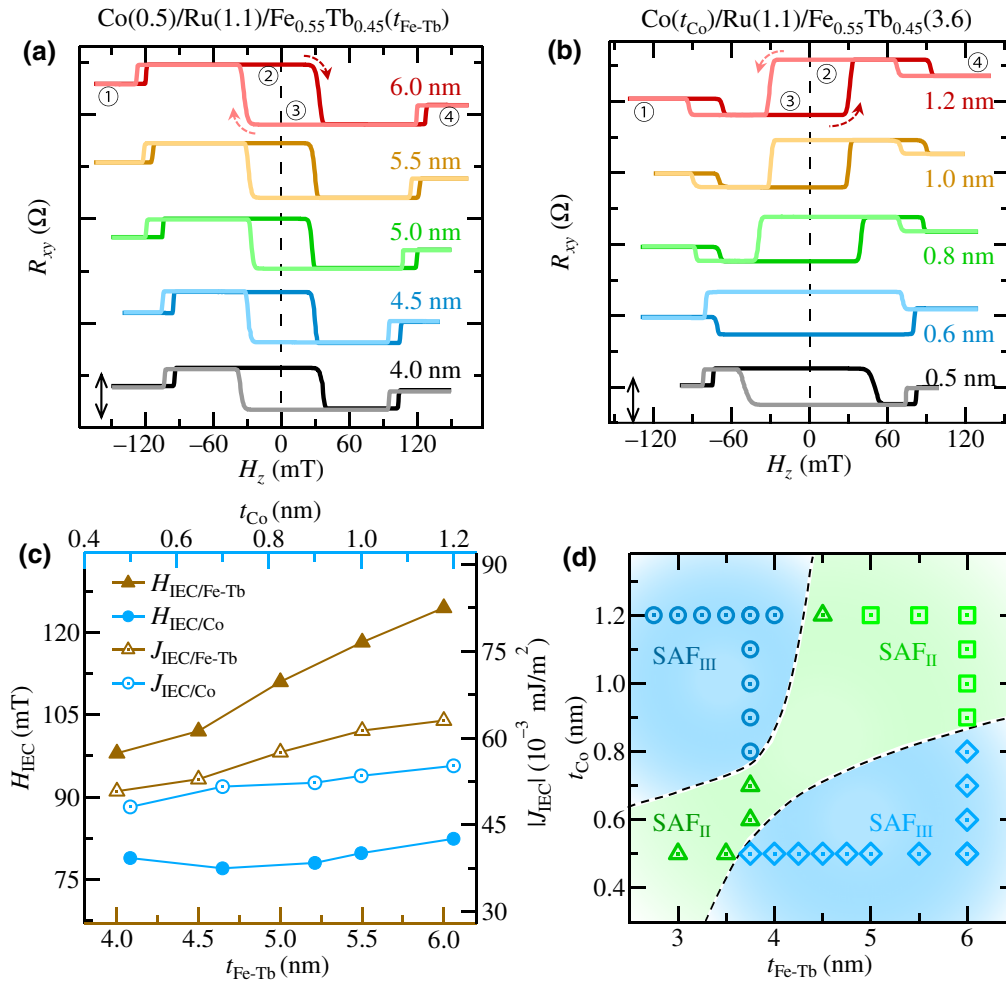 Co(0.5)/Ru(1.1)/Fe0.55Tb0.45(tFe-Tb)
(a)
Rxy (Ω)
① ② ③ ④
6.0 nm
5.5 nm
5.0 nm
4.5 nm
4.0 nm
−120 −60 0 60 120
Hz (mT)
Co(tCo)/Ru(1.1)/Fe0.55Tb0.45(3.6)
(b)
Rxy (Ω)
① ② ③ ④
1.2 nm
1.0 nm
0.8 nm
0.6 nm
0.5 nm
−120 −60 0 60 120
Hz (mT)
(c)
tCo (nm)
0.4 0.6 0.8 1.0 1.2
HIEC/Fe-Tb
HIEC/Co
JIEC/Fe-Tb
JIEC/Co
HIEC (mT)
120
105
90
75
|JIEC| (10−3 mJ/m2)
90
75
60
45
30
4.0 4.5 5.0 5.5 6.0
tFe-Tb (nm)
(d)
tCo (nm)
1.2
1.0
0.8
0.6
0.4
SAFIII
SAFII
SAFII
SAFIII
3 4 5 6
tFe-Tb (nm)